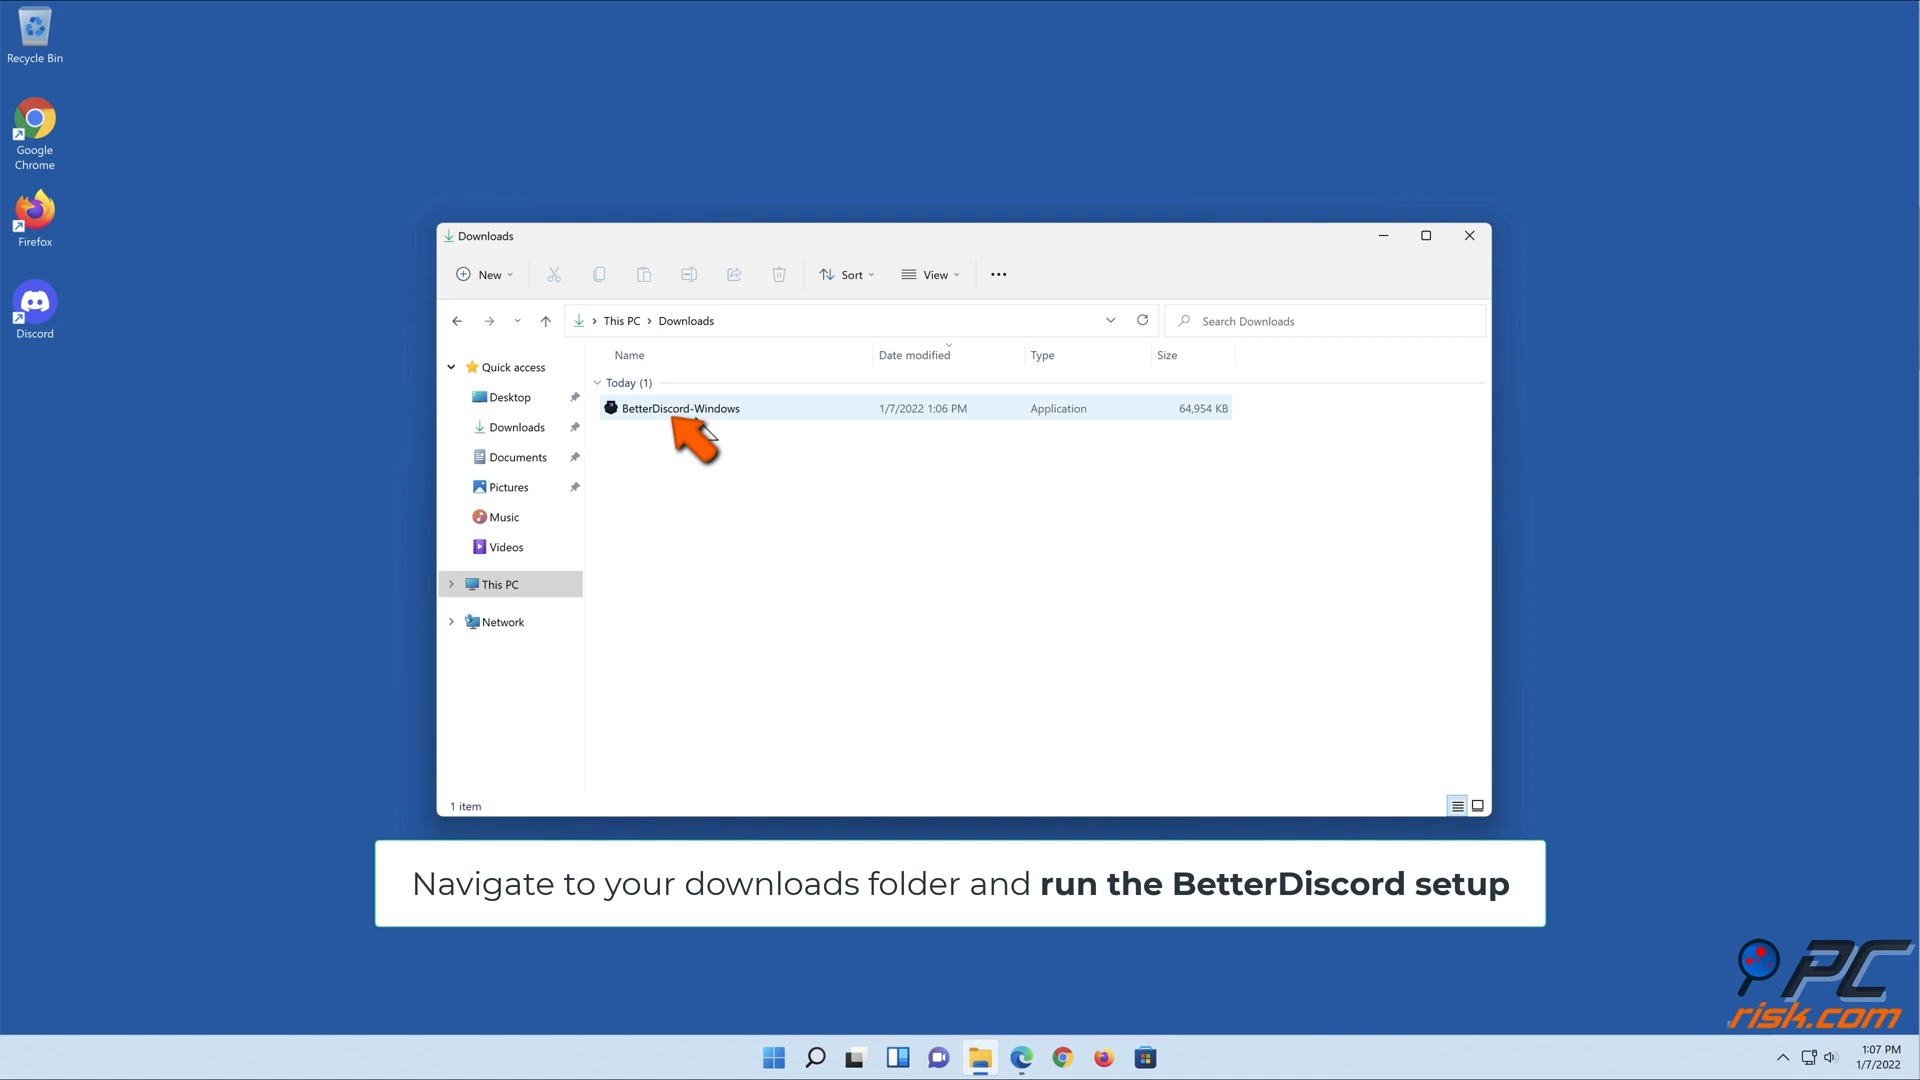 Recycle Bin
Google
Chrome
Firefox
Discord
Downloads
New
Sort
View
This PC
Downloads
Search Downloads
Name
Date modified
Type
Size
Quick access
Desktop
Downloads
Documents
Pictures
Music
Videos
This PC
Network
Today (1)
BetterDiscord-Windows 1/7/2022 1:06 PM Application 64,954 KB
1 item
Navigate to your downloads folder and run the BetterDiscord setup
PC
risk.com
1:07 PM
1/7/2022